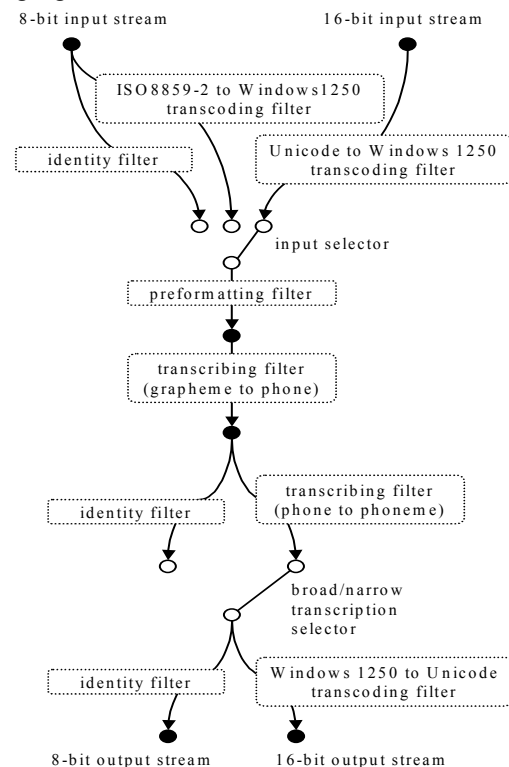 8-bit input stream
16-bit input stream
ISO8859-2 to Windows1250
transcoding filter
identity filter
Unicode to Windows 1250
transcoding filter
input selector
preformatting filter
transcribing filter
(grapheme to phone)
identity filter
transcribing filter
(phone to phoneme)
broad/narrow
transcription
selector
identity filter
Windows 1250 to Unicode
transcoding filter
8-bit output stream
16-bit output stream